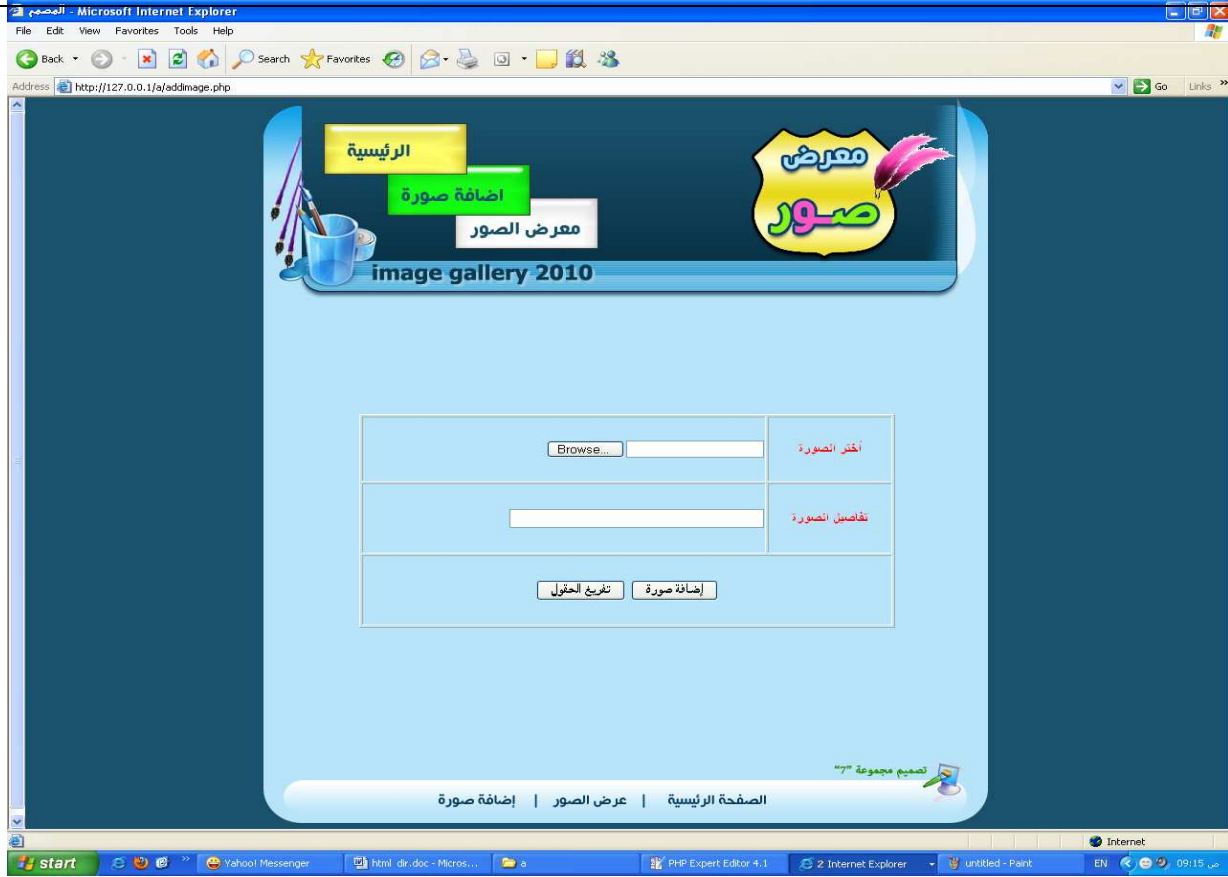 المصمم - Microsoft Internet Explorer
File Edit View Favorites Tools Help
Back Search Favorites
Address http://127.0.0.1/a/addimage.php Go Links »
الرئيسية
اضافة صورة
معرض الصور
معرض
صور
image gallery 2010
أختر الصورة
Browse...
تفاصيل الصورة
إضافة صورة تفريغ الحقول
تصميم مجموعة "7"
الصفحة الرئيسية | عرض الصور | إضافة صورة
Internet
start » Yahoo! Messenger html dir.doc - Micros... a PHP Expert Editor 4.1 2 Internet Explorer untitled - Paint EN 09:15 ص